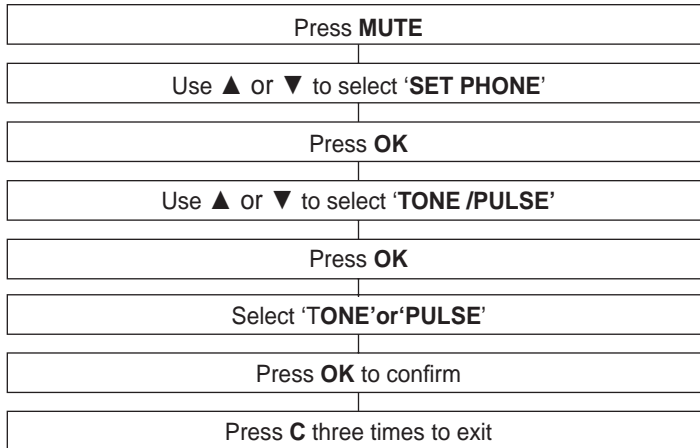 Press MUTE
Use ▲ or ▼ to select ‘SET PHONE’
Press OK
Use ▲ or ▼ to select ‘TONE /PULSE’
Press OK
Select ‘TONE’or‘PULSE’
Press OK to confirm
Press C three times to exit